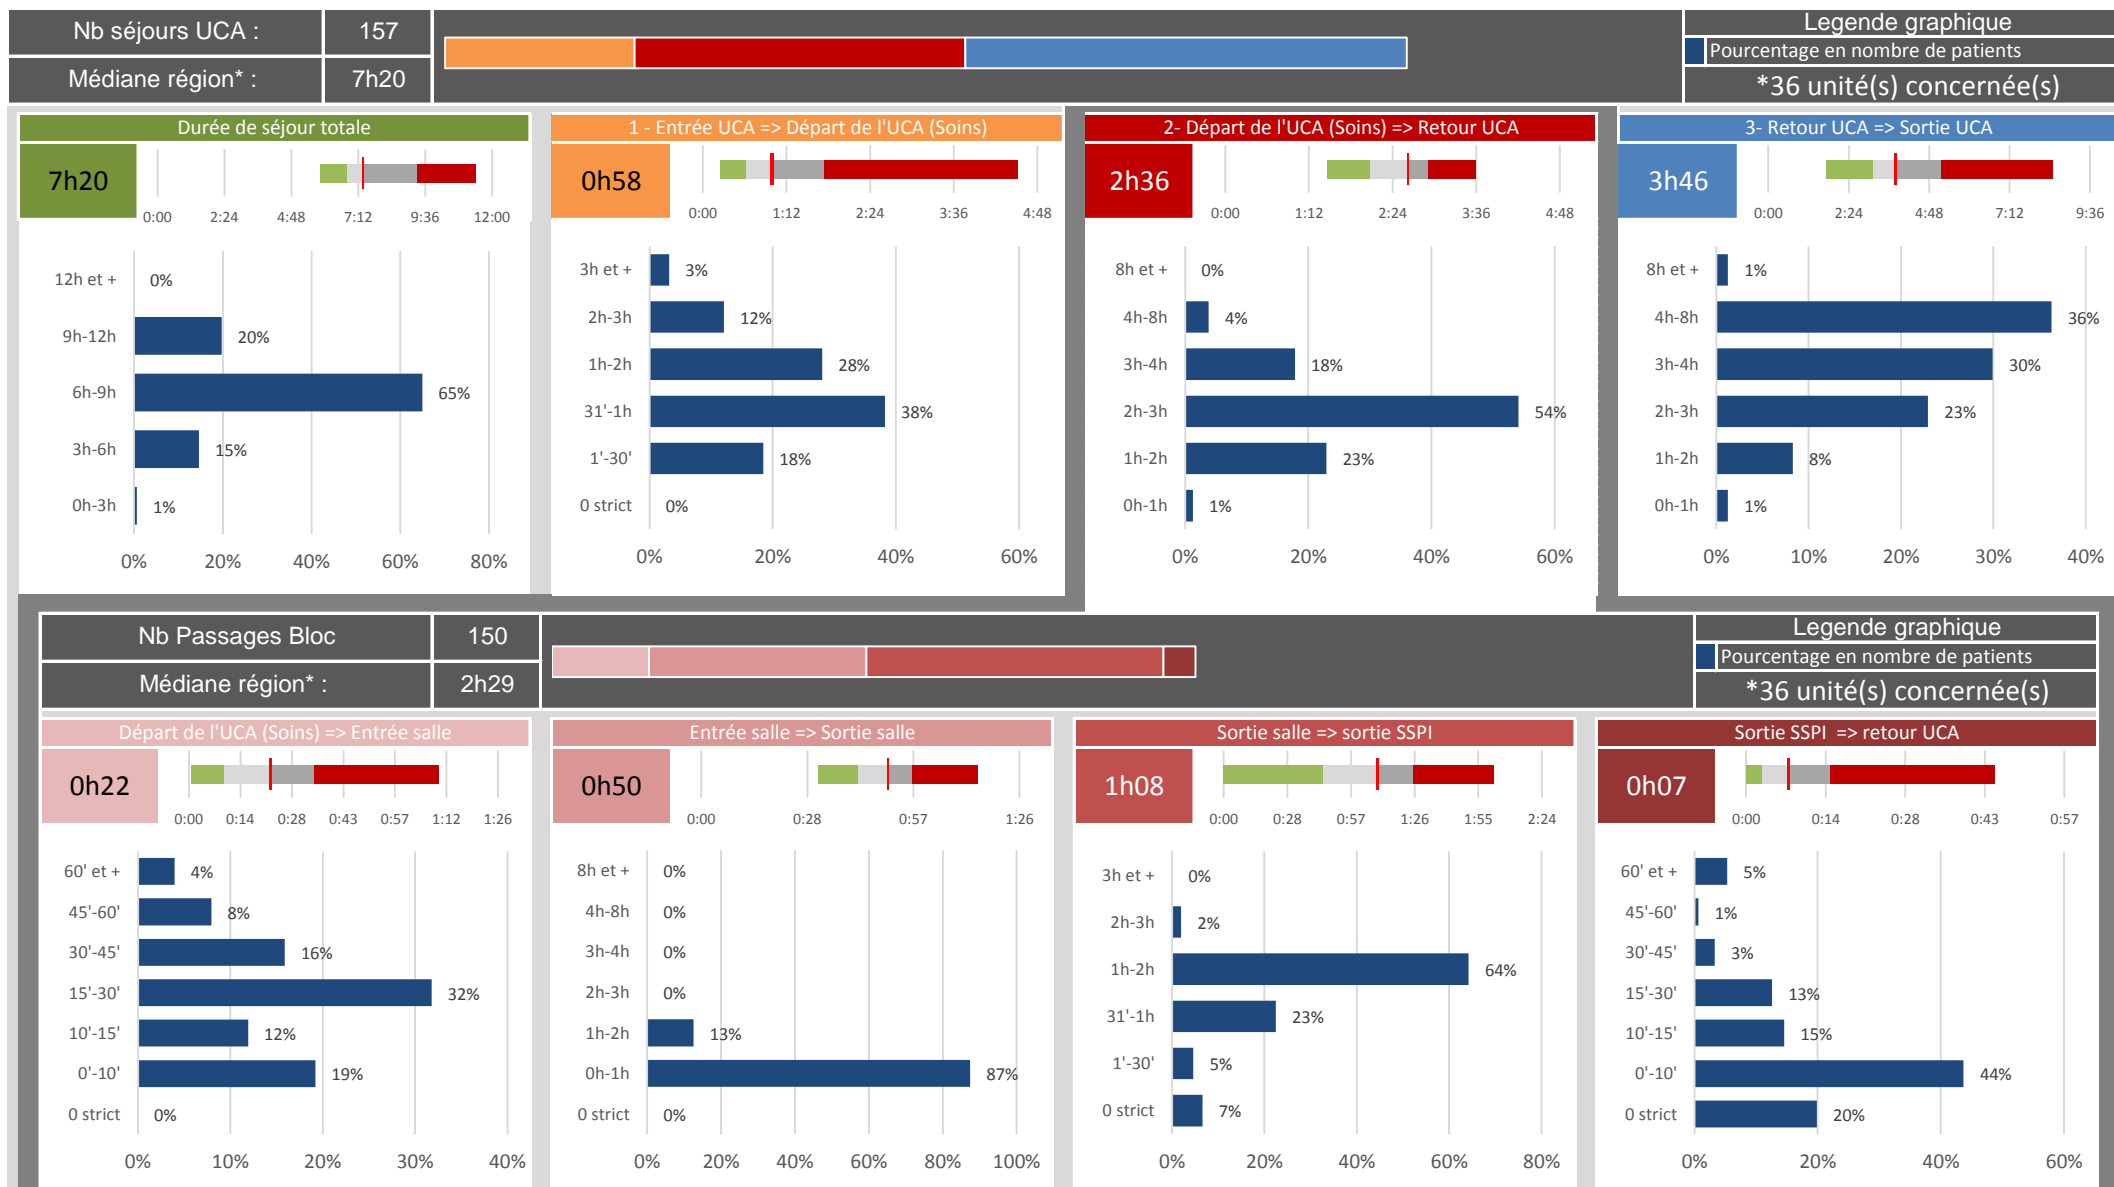 Nb séjours UCA :
157
Médiane région* :
7h20
Legende graphique
Pourcentage en nombre de patients
*36 unité(s) concernée(s)
Durée de séjour totale
7h20
0:00 2:24 4:48 7:12 9:36 12:00
12h et + 0%
9h-12h 20%
6h-9h 65%
3h-6h 15%
0h-3h 1%
0% 20% 40% 60% 80%
1 - Entrée UCA => Départ de l'UCA (Soins)
0h58
0:00 1:12 2:24 3:36 4:48
3h et + 3%
2h-3h 12%
1h-2h 28%
31'-1h 38%
1'-30' 18%
0 strict 0%
0% 20% 40% 60%
2- Départ de l'UCA (Soins) => Retour UCA
2h36
0:00 1:12 2:24 3:36 4:48
8h et + 0%
4h-8h 4%
3h-4h 18%
2h-3h 54%
1h-2h 23%
0h-1h 1%
0% 20% 40% 60%
3- Retour UCA => Sortie UCA
3h46
0:00 2:24 4:48 7:12 9:36
8h et + 1%
4h-8h 36%
3h-4h 30%
2h-3h 23%
1h-2h 8%
0h-1h 1%
0% 10% 20% 30% 40%
Nb Passages Bloc
150
Médiane région* :
2h29
Legende graphique
Pourcentage en nombre de patients
*36 unité(s) concernée(s)
Départ de l'UCA (Soins) => Entrée salle
0h22
0:00 0:14 0:28 0:43 0:57 1:12 1:26
60' et + 4%
45'-60' 8%
30'-45' 16%
15'-30' 32%
10'-15' 12%
0'-10' 19%
0 strict 0%
0% 10% 20% 30% 40%
Entrée salle => Sortie salle
0h50
0:00 0:28 0:57 1:26
8h et + 0%
4h-8h 0%
3h-4h 0%
2h-3h 0%
1h-2h 13%
0h-1h 87%
0 strict 0%
0% 20% 40% 60% 80% 100%
Sortie salle => sortie SSPI
1h08
0:00 0:28 0:57 1:26 1:55 2:24
3h et + 0%
2h-3h 2%
1h-2h 64%
31'-1h 23%
1'-30' 5%
0 strict 7%
0% 20% 40% 60% 80%
Sortie SSPI => retour UCA
0h07
0:00 0:14 0:28 0:43 0:57
60' et + 5%
45'-60' 1%
30'-45' 3%
15'-30' 13%
10'-15' 15%
0'-10' 44%
0 strict 20%
0% 20% 40% 60%